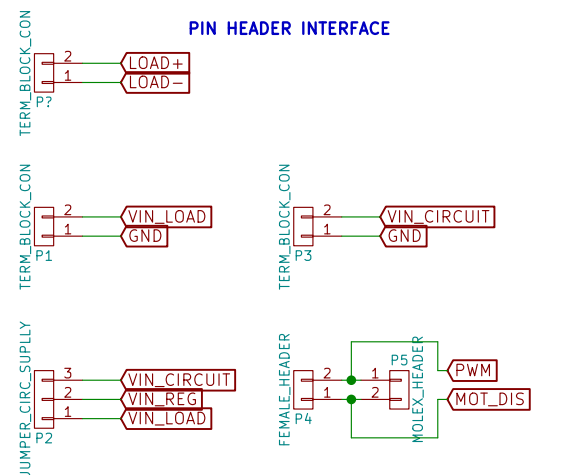 PIN HEADER INTERFACE
TERM_BLOCK_CON
2 LOAD+
1 LOAD-
P?
TERM_BLOCK_CON
2 VIN_LOAD
1 GND
P1
TERM_BLOCK_CON
2 VIN_CIRCUIT
1 GND
P3
JUMPER_CIRC_SUPLLY
3 VIN_CIRCUIT
2 VIN_REG
1 VIN_LOAD
P2
FEMALE_HEADER
2
1
P4
P5
1
2
MOLEX_HEADER
PWM
MOT_DIS